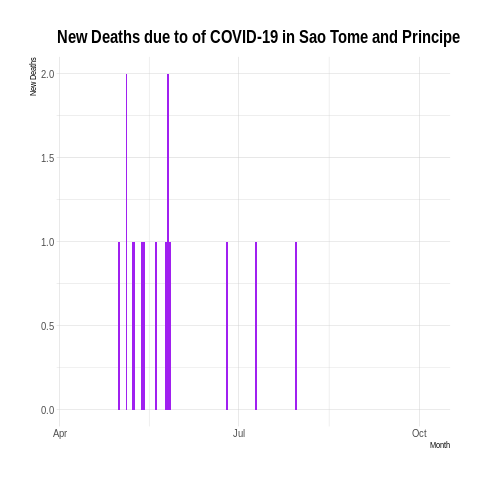 New Deaths due to of COVID-19 in Sao Tome and Principe
New Deaths
2.0
1.5
1.0
0.5
0.0
Apr
Jul
Oct
Month